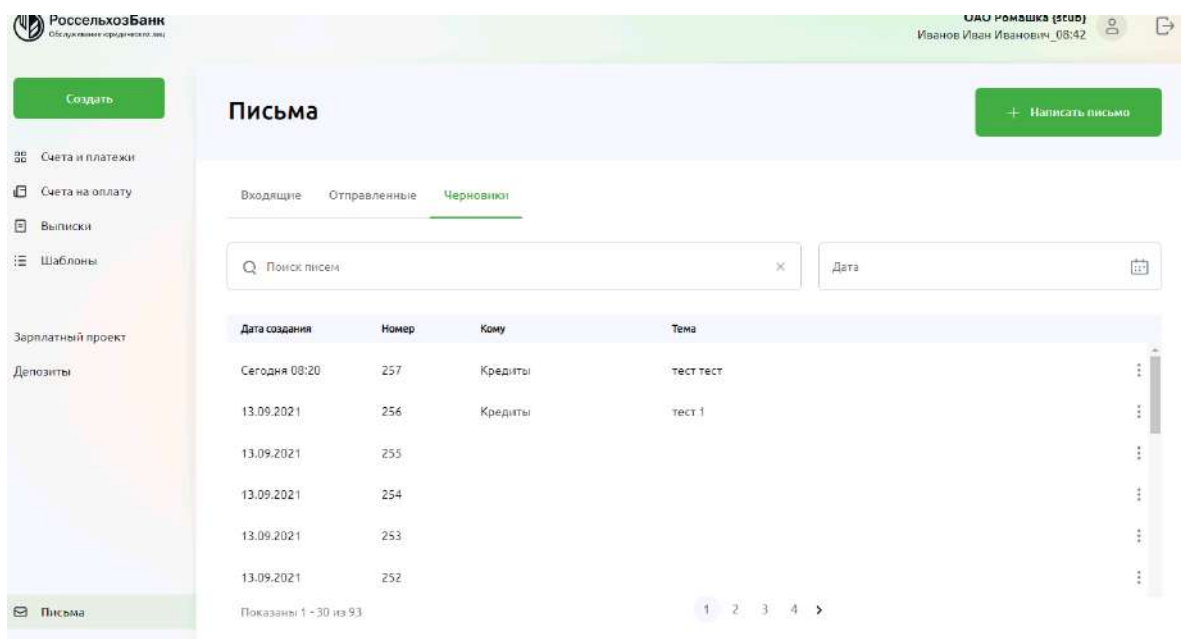 РоссельхозБанк
Обслуживание юридических лиц
ОАО Ромашка (stub)
Иванов Иван Иванович_08:42
Создать
Счета и платежи
Счета на оплату
Выписки
Шаблоны
Зарплатный проект
Депозиты
Письма
Письма
+ Написать письмо
Входящие Отправленные Черновики
Поиск писем
Дата
Дата создания Номер Кому Тема
Сегодня 08:20 257 Кредиты тест тест
13.09.2021 256 Кредиты тест 1
13.09.2021 255
13.09.2021 254
13.09.2021 253
13.09.2021 252
Показаны 1 - 30 из 93
1 2 3 4